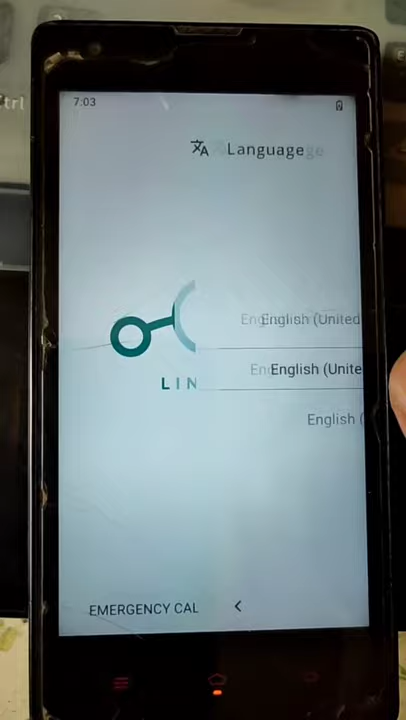 trl
7:03
Language
English (United
English (Unite
English (
LIN
EMERGENCY CAL